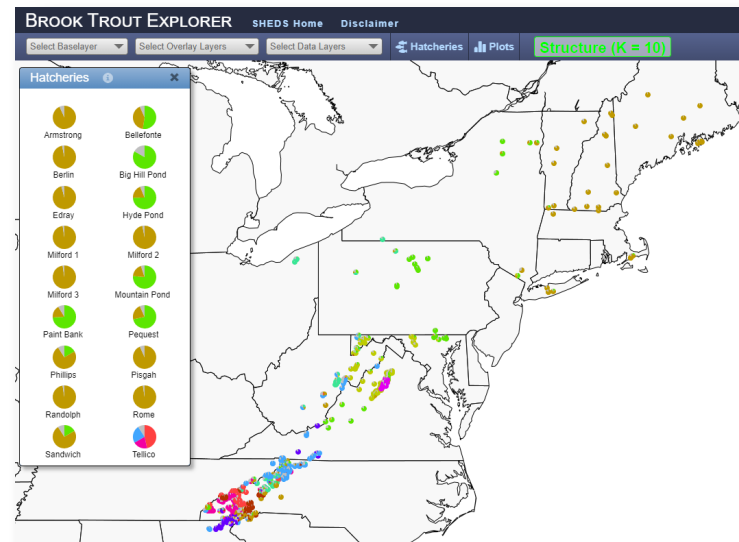 BROOK TROUT EXPLORER SHEDS Home Disclaimer
Select Baselayer Select Overlay Layers Select Data Layers Hatcheries Plots Structure (K = 10)
Hatcheries i ×
Armstrong Bellefonte
Berlin Big Hill Pond
Edray Hyde Pond
Milford 1 Milford 2
Milford 3 Mountain Pond
Paint Bank Pequest
Phillips Pisgah
Randolph Rome
Sandwich Tellico